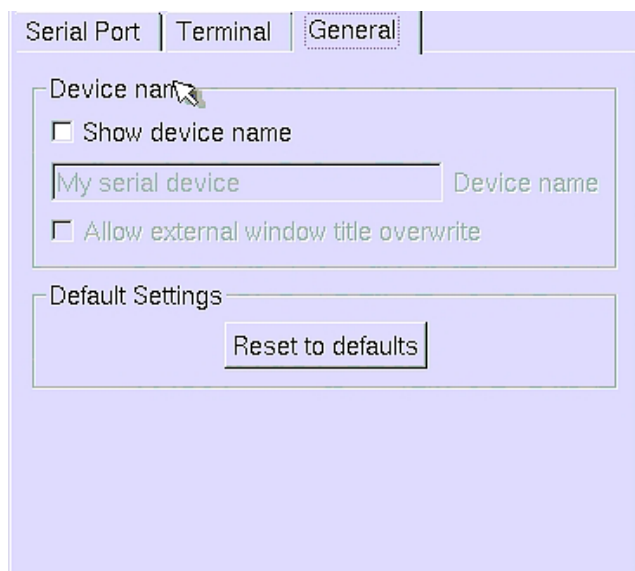 Serial Port Terminal General
Device name
Show device name
My serial device Device name
Allow external window title overwrite
Default Settings
Reset to defaults